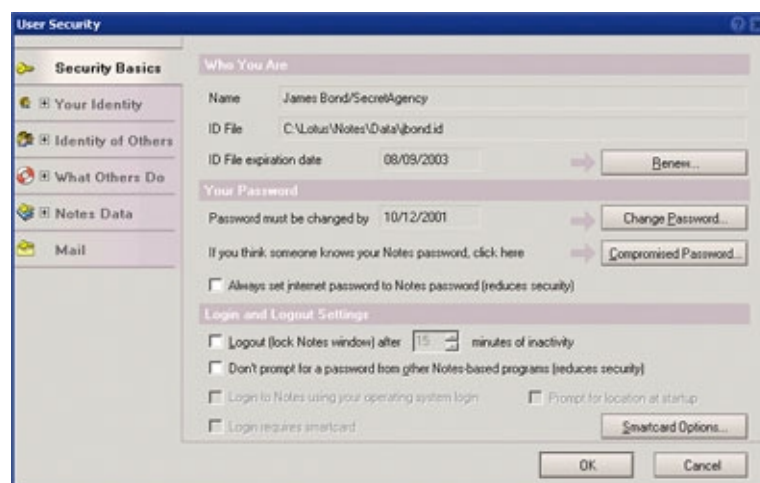 User Security
Security Basics
Your Identity
Identity of Others
What Others Do
Notes Data
Mail
Who You Are
Name James Bond/SecretAgency
ID File C:\Lotus\Notes\Data\jbond.id
ID File expiration date 08/09/2003 Renew...
Your Password
Password must be changed by 10/12/2001 Change Password...
If you think someone knows your Notes password, click here Compromised Password...
Always set internet password to Notes password (reduces security)
Login and Logout Settings
Logout (lock Notes window) after 15 minutes of inactivity
Don't prompt for a password from other Notes-based programs (reduces security)
Login to Notes using your operating system login Prompt for location at startup
Login requires smartcard Smartcard Options...
OK Cancel